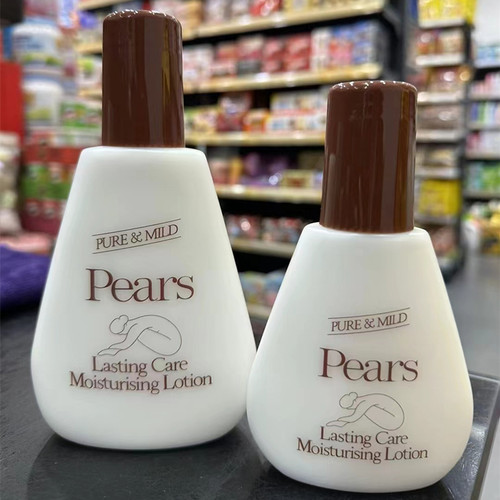 PURE & MILD
Pears
Lasting Care
Moisturising Lotion
PURE & MILD
Pears
Lasting Care
Moisturising Lotion